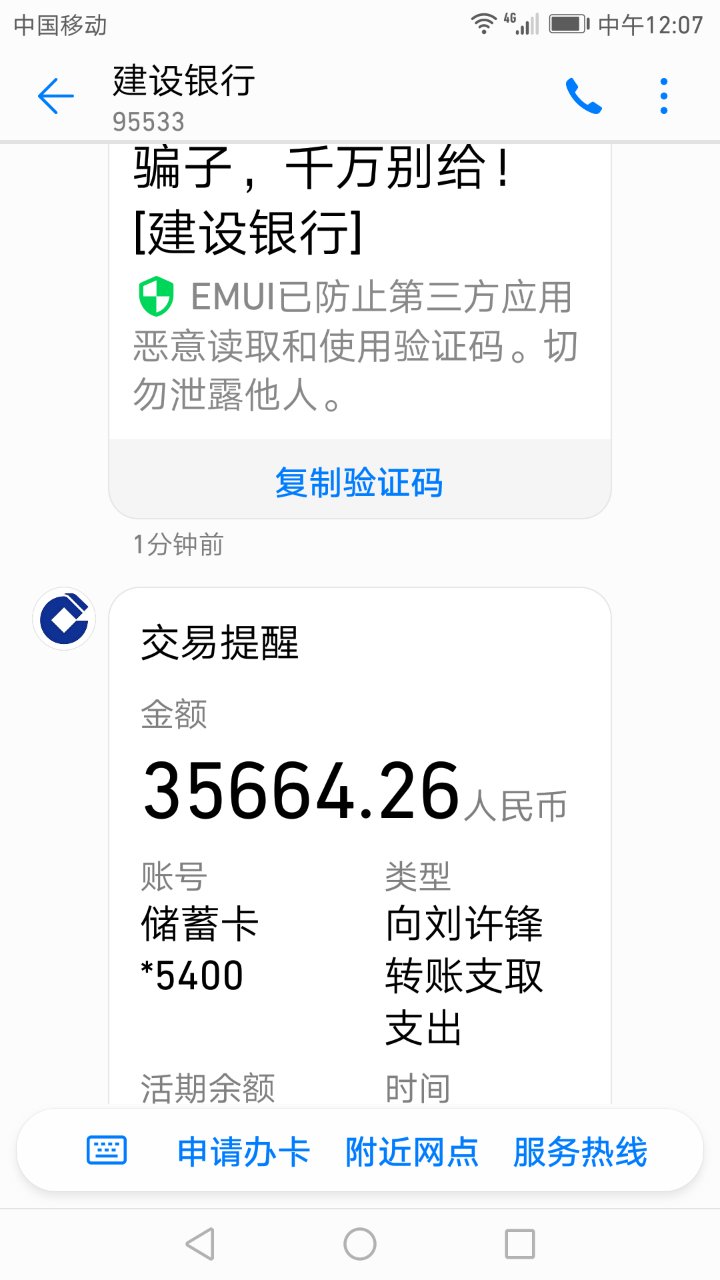 中国移动 4G 中午12:07
建设银行
95533
骗子，千万别给！
[建设银行]
EMUI已防止第三方应用
恶意读取和使用验证码。切
勿泄露他人。
复制验证码
1分钟前
交易提醒
金额
35664.26人民币
账号 类型
储蓄卡 向刘许锋
*5400 转账支取
支出
活期余额 时间
申请办卡 附近网点 服务热线